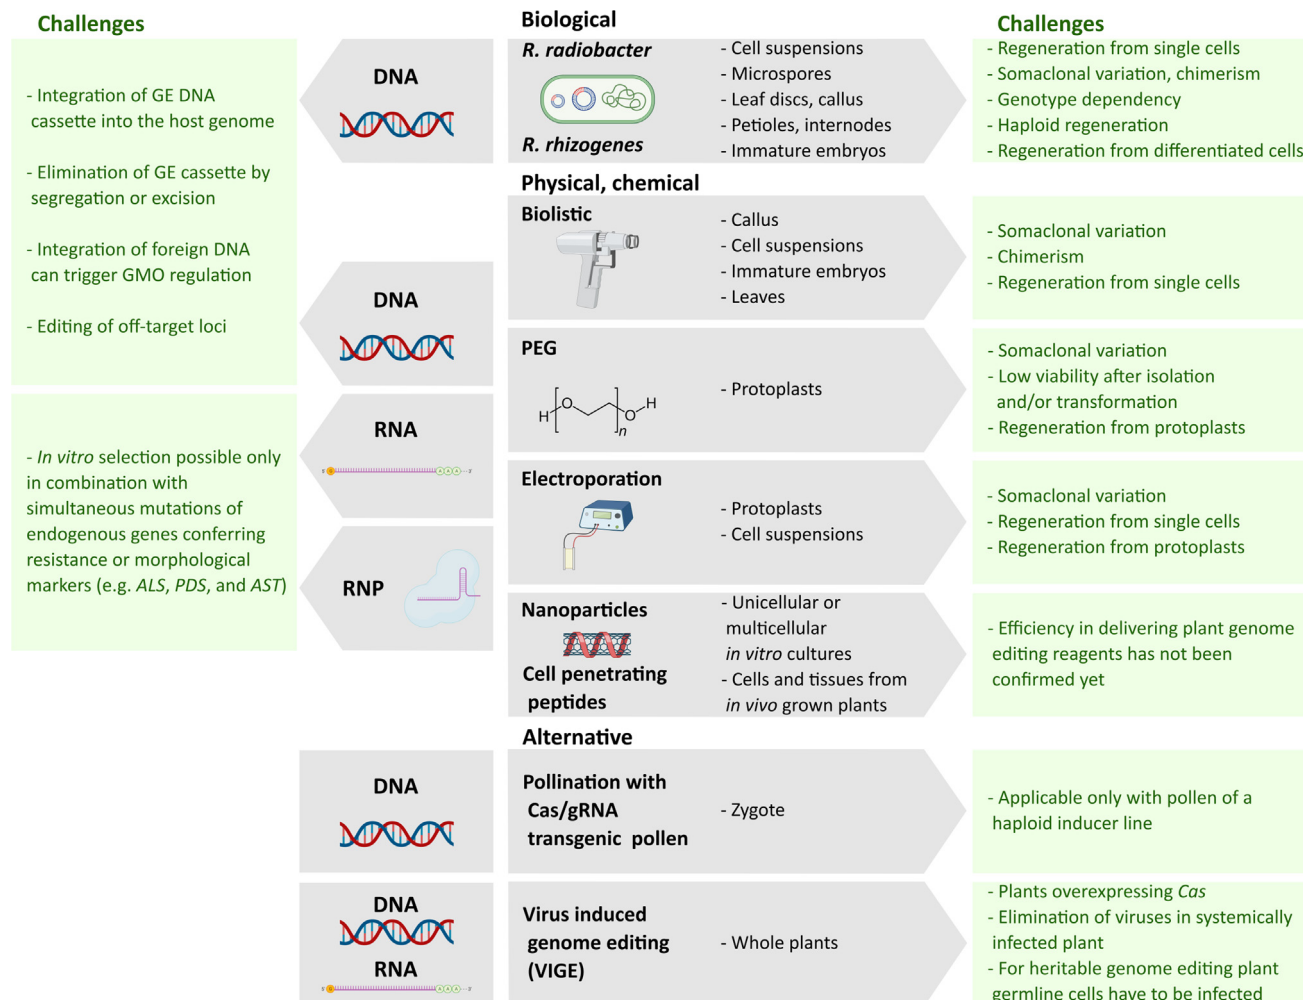 Challenges
- Integration of GE DNA
cassette into the host genome
- Elimination of GE cassette by
segregation or excision
- Integration of foreign DNA
can trigger GMO regulation
- Editing of off-target loci
- In vitro selection possible only
in combination with
simultaneous mutations of
endogenous genes conferring
resistance or morphological
markers (e.g. ALS, PDS, and AST)
DNA
DNA
RNA
5'
G
A A A
3'
RNP
Biological
R. radiobacter
R. rhizogenes
- Cell suspensions
- Microspores
- Leaf discs, callus
- Petioles, internodes
- Immature embryos
Challenges
- Regeneration from single cells
- Somaclonal variation, chimerism
- Genotype dependency
- Haploid regeneration
- Regeneration from differentiated cells
Physical, chemical
Biolistic
- Callus
- Cell suspensions
- Immature embryos
- Leaves
- Somaclonal variation
- Chimerism
- Regeneration from single cells
PEG
H
O
n
O
H
- Protoplasts
- Somaclonal variation
- Low viability after isolation
and/or transformation
- Regeneration from protoplasts
Electroporation
- Protoplasts
- Cell suspensions
- Somaclonal variation
- Regeneration from single cells
- Regeneration from protoplasts
Nanoparticles
Cell penetrating
peptides
- Unicellular or
multicellular
in vitro cultures
- Cells and tissues from
in vivo grown plants
- Efficiency in delivering plant genome
editing reagents has not been
confirmed yet
Alternative
DNA
Pollination with
Cas/gRNA
transgenic pollen
- Zygote
- Applicable only with pollen of a
haploid inducer line
DNA
RNA
5'
G
A A A
3'
Virus induced
genome editing
(VIGE)
- Whole plants
- Plants overexpressing Cas
- Elimination of viruses in systemically
infected plant
- For heritable genome editing plant
germline cells have to be infected